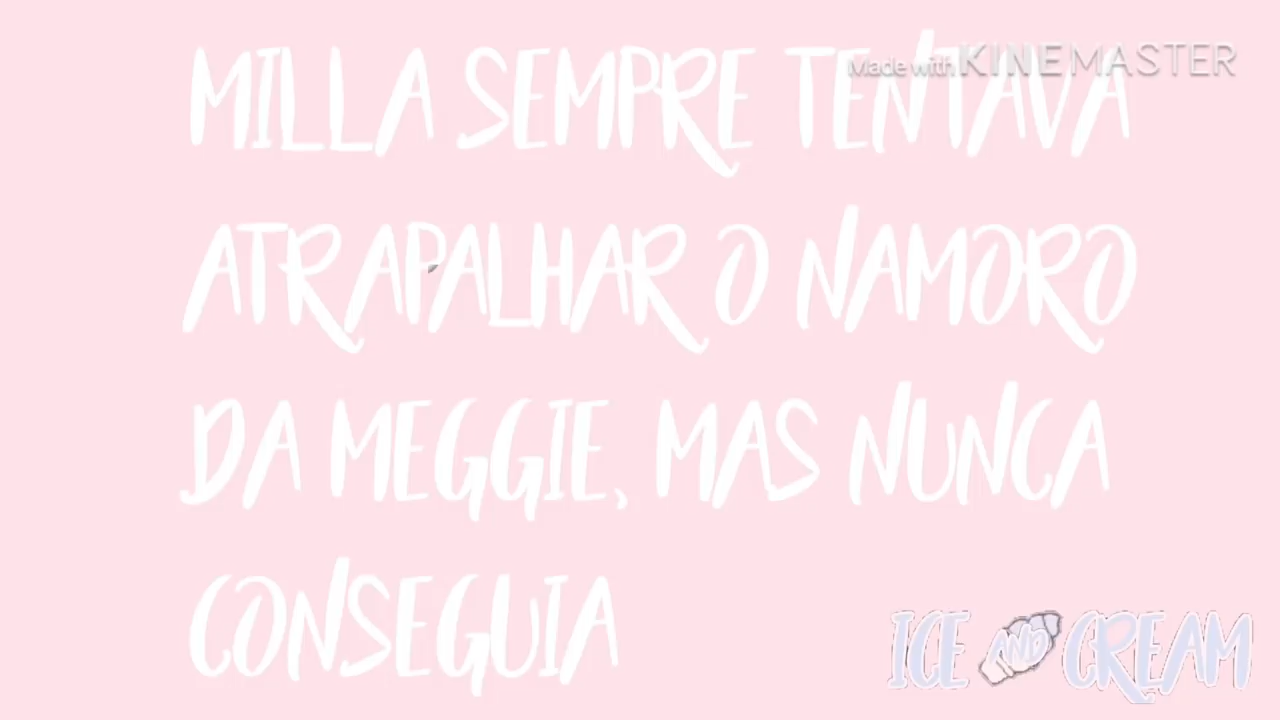 MILLA SEMPRE TENTAVA
Made with KINEMASTER
ATRAPALHAR O NAMORO
DA MEGGIE, MAS NUNCA
CONSEGUIA
ICE AND CREAM